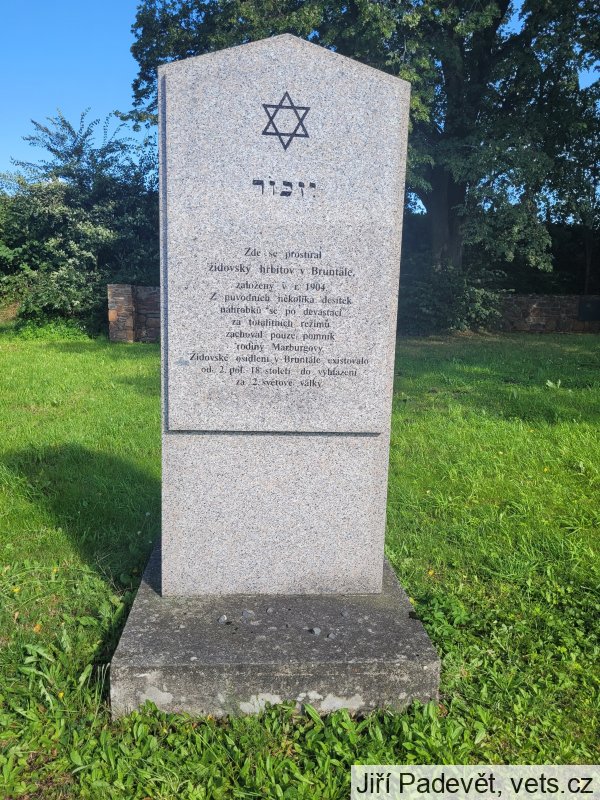 יזכור
Zde se prostíral
židovský hřbitov v Bruntále,
založený v r. 1904.
Z původních několika desítek
náhrobků se po devastaci
za totalitních režimů
zachoval pouze pomník
rodiny Marburgovy.
Židovské osídlení v Bruntále existovalo
od 2. pol. 18. století do vyhlazení
za 2. světové války.
Jiří Padevět, vets.cz